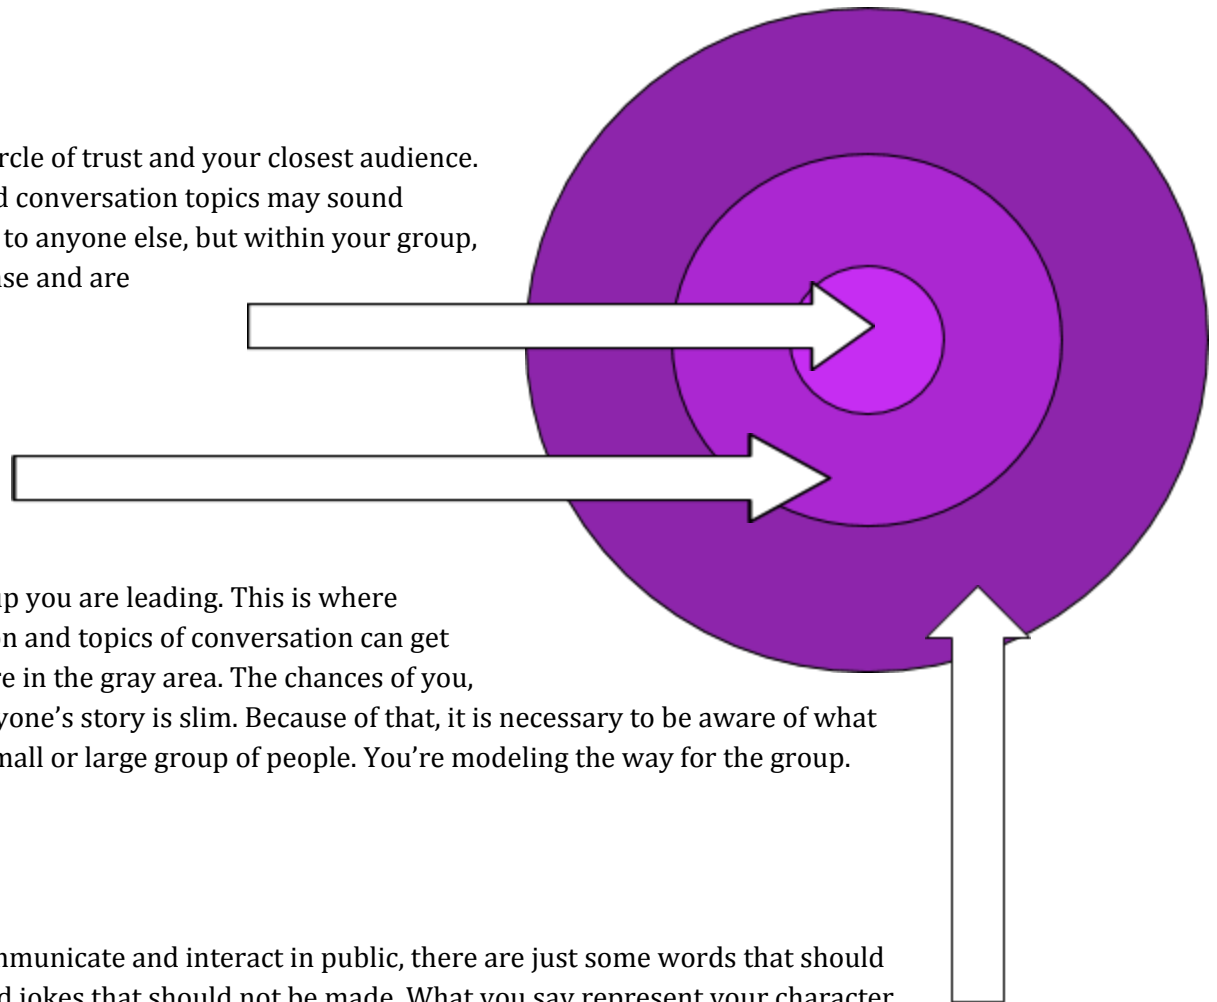 rcle of trust and your closest audience.
d conversation topics may sound
to anyone else, but within your group,
nse and are
up you are leading. This is where
on and topics of conversation can get
re in the gray area. The chances of you,
yone's story is slim. Because of that, it is necessary to be aware of what
mall or large group of people. You're modeling the way for the group.
mmunicate and interact in public, there are just some words that should
d jokes that should not be made. What you say represent your character